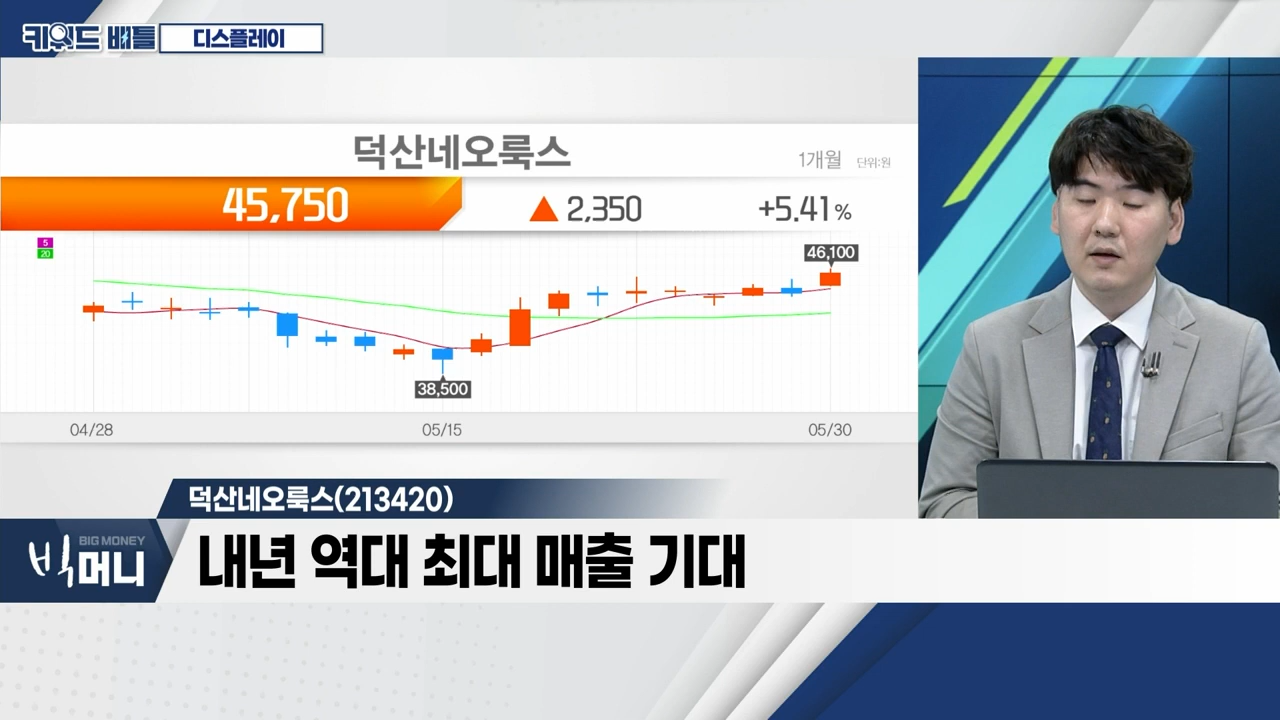 키워드 배틀 디스플레이
덕산네오룩스
1개월 단위:원
45,750 ▲ 2,350 +5.41%
5
20
46,100
38,500
04/28 05/15 05/30
덕산네오룩스(213420)
BIG MONEY
빅머니
내년 역대 최대 매출 기대